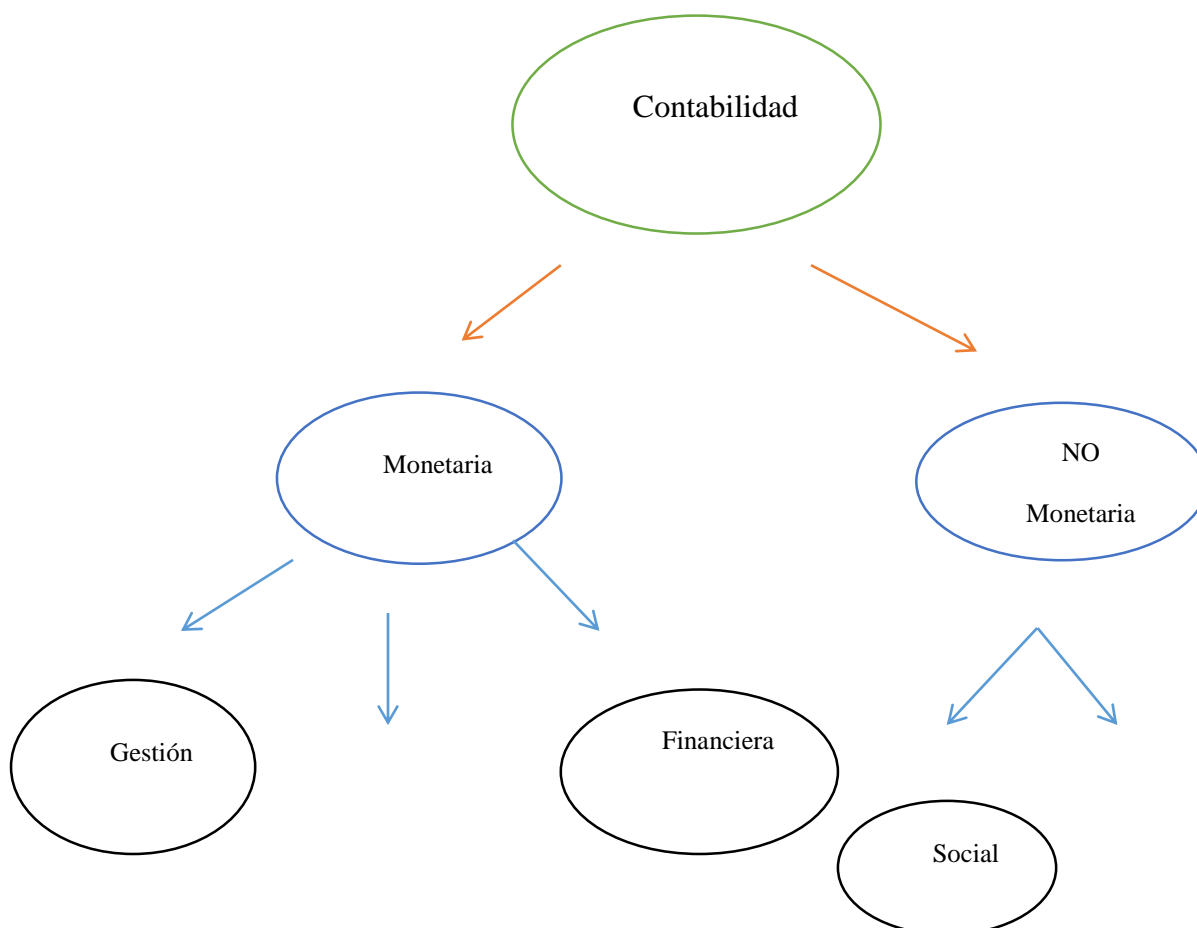 Contabilidad
Monetaria
NO
Monetaria
Gestión
Financiera
Social